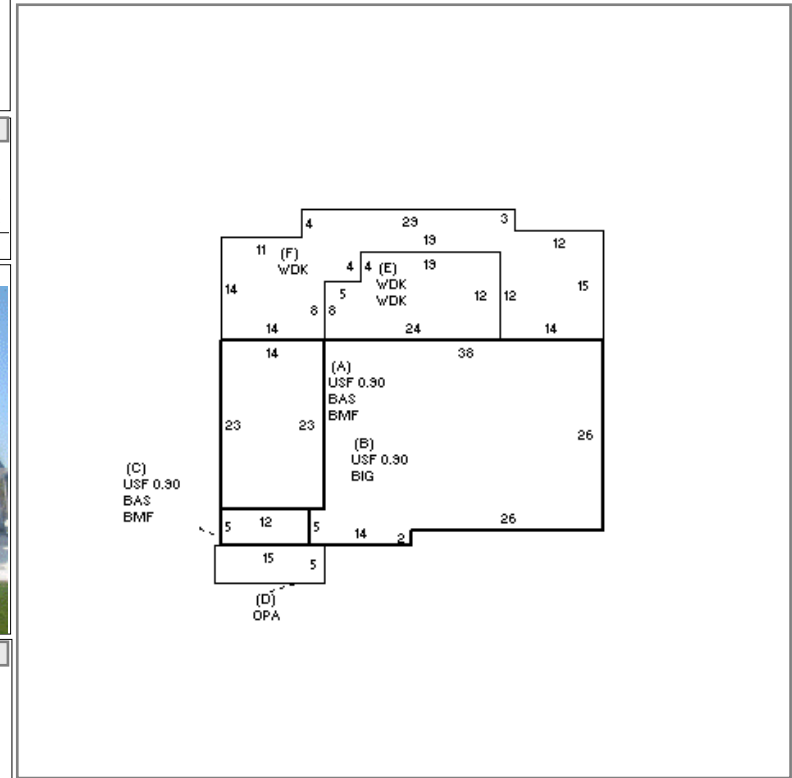 4 29 3
19
11 (F) 12
WDK
4 4 (E) 19
WDK
WDK
14 5 12 12 15
8 8
14 24 14
14 38
(A)
USF 0.90
BAS
BMF
23 23 26
(B)
USF 0.90
BIG
(C)
USF 0.90
BAS
BMF
5 12 5 14 2 26
15 5
(D)
OPA